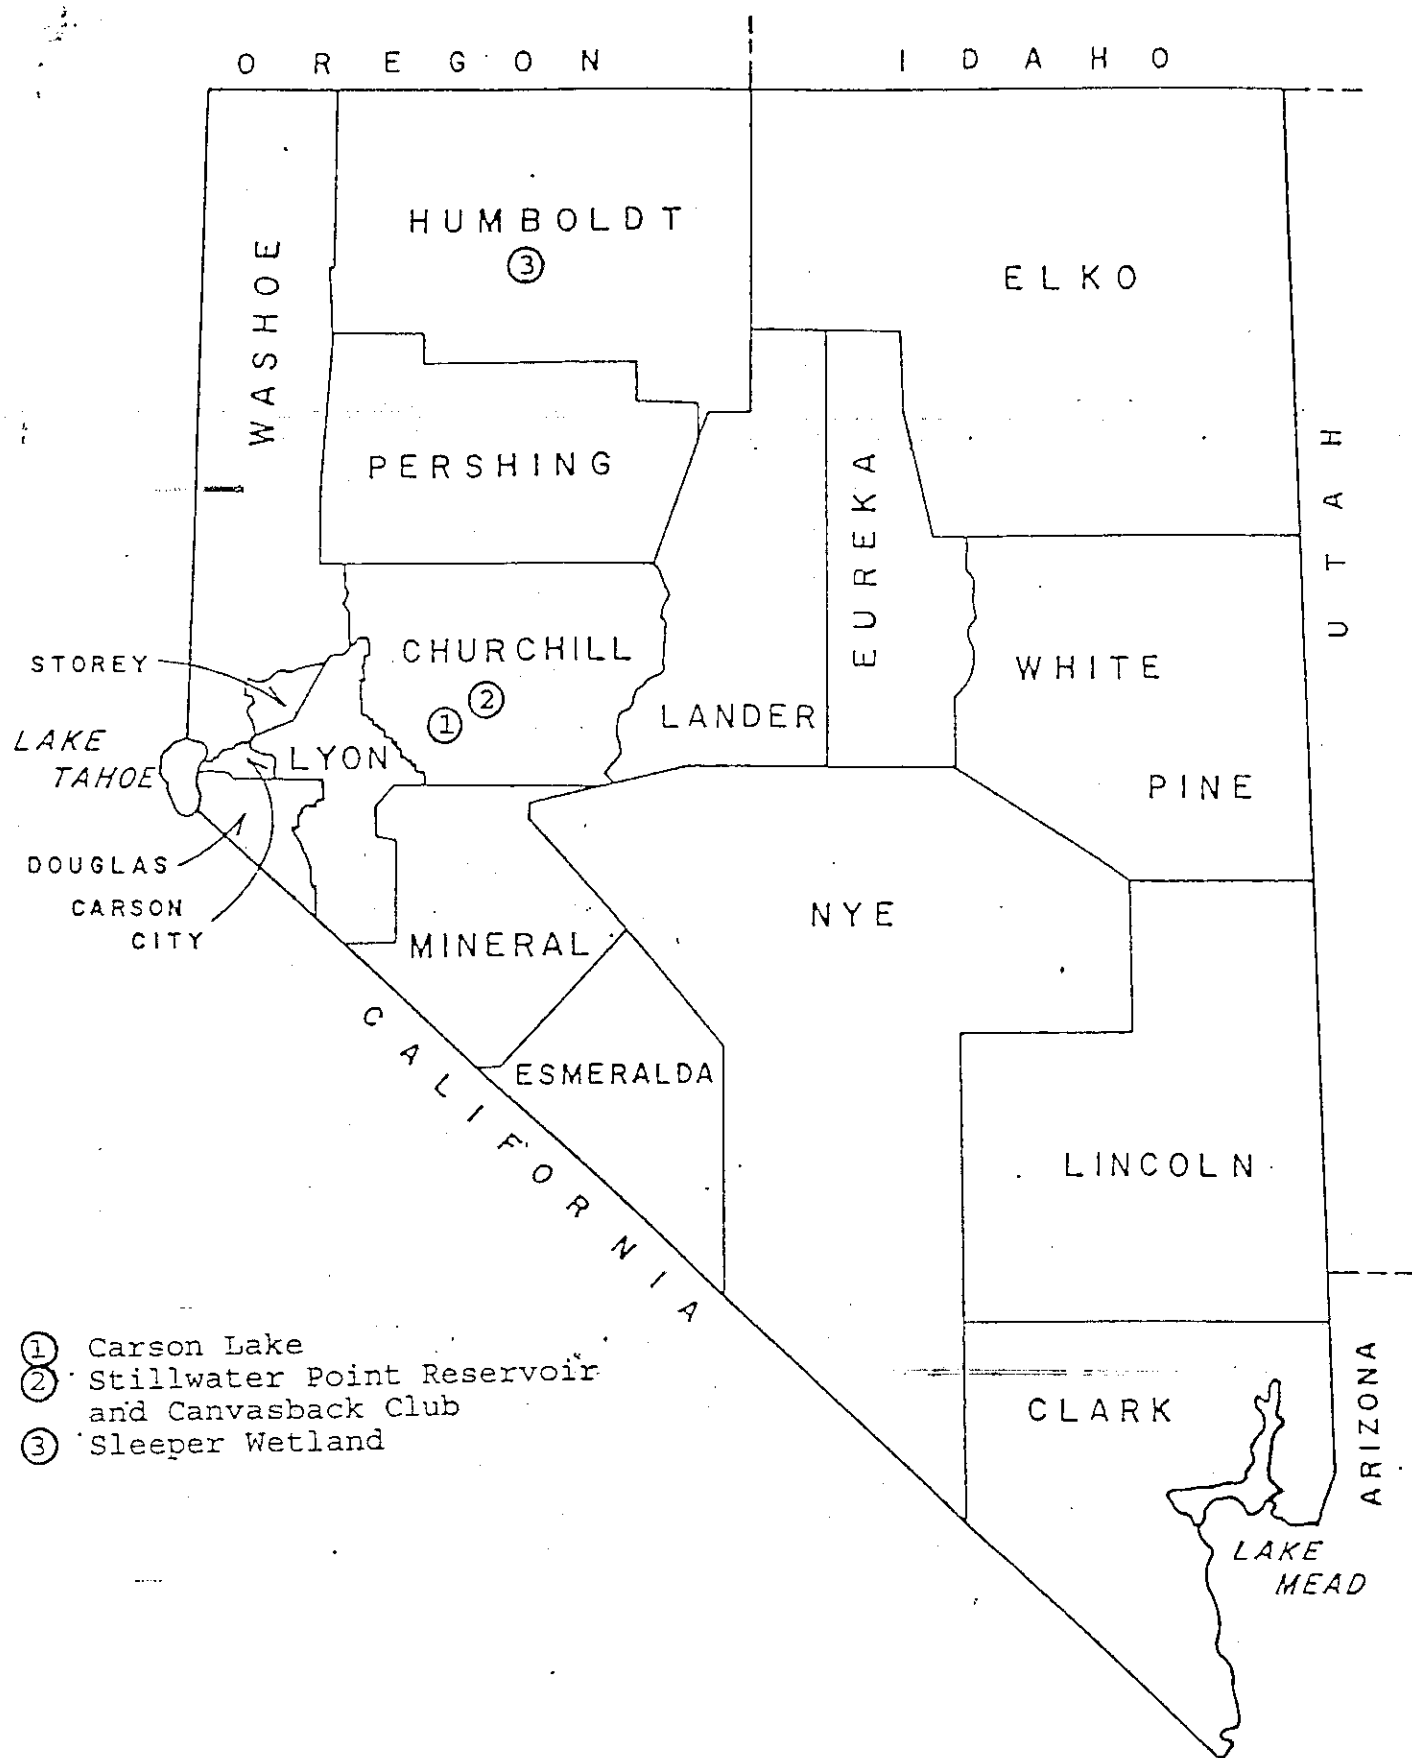 OREGON
IDAHO
HUMBOLDT
③
WASHOE
ELKO
UTAH
PERSHING
EUREKA
STOREY
CHURCHILL
①
②
WHITE
PINE
LANDER
LAKE
TAHOE
LYON
DOUGLAS
CARSON
CITY
MINERAL
NYE
CALIFORNIA
ESMERALDA
LINCOLN
① Carson Lake
② Stillwater Point Reservoir
and Canvasback Club
③ Sleeper Wetland
CLARK
ARIZONA
LAKE
MEAD